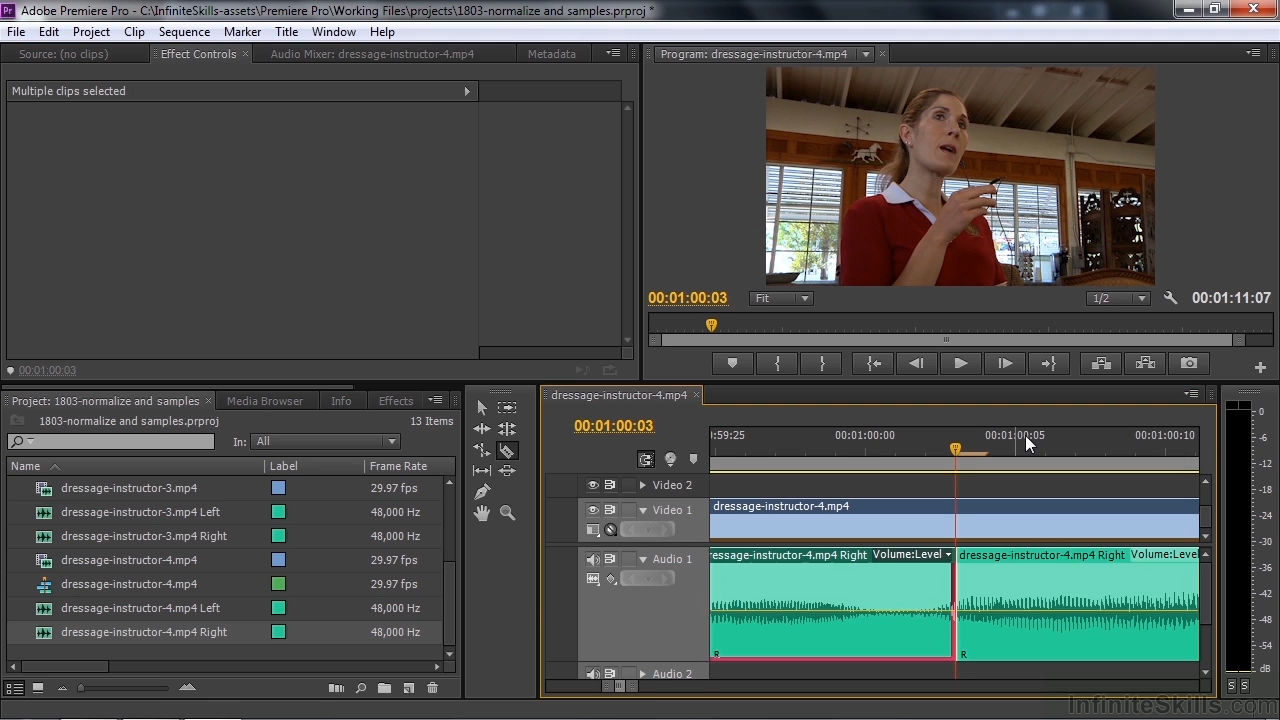 Adobe Premiere Pro - C:\InfiniteSkills-assets\Premiere Pro\Working Files\projects\1803-normalize and samples.prproj *
File Edit Project Clip Sequence Marker Title Window Help
Source: (no clips) Effect Controls × Audio Mixer: dressage-instructor-4.mp4 Metadata
Program: dressage-instructor-4.mp4 ×
Multiple clips selected
00:01:00:03 Fit 1/2 00:01:11:07
00:01:00:03
Project: 1803-normalize and samples × Media Browser Info Effects
1803-normalize and samples.prproj 13 Items
In: All
Name Label Frame Rate
dressage-instructor-3.mp4 29.97 fps
dressage-instructor-3.mp4 Left 48,000 Hz
dressage-instructor-3.mp4 Right 48,000 Hz
dressage-instructor-4.mp4 29.97 fps
dressage-instructor-4.mp4 29.97 fps
dressage-instructor-4.mp4 Left 48,000 Hz
dressage-instructor-4.mp4 Right 48,000 Hz
dressage-instructor-4.mp4 ×
00:01:00:03
:59:25 00:01:00:00 00:01:00:05 00:01:00:10
Video 2
Video 1 dressage-instructor-4.mp4
Audio 1 ressage-instructor-4.mp4 Right Volume:Level dressage-instructor-4.mp4 Right Volume:Level
R R
Audio 2
0
-6
-12
-18
-24
-30
-36
-42
-48
-54
dB
S S
InfiniteSkills.com